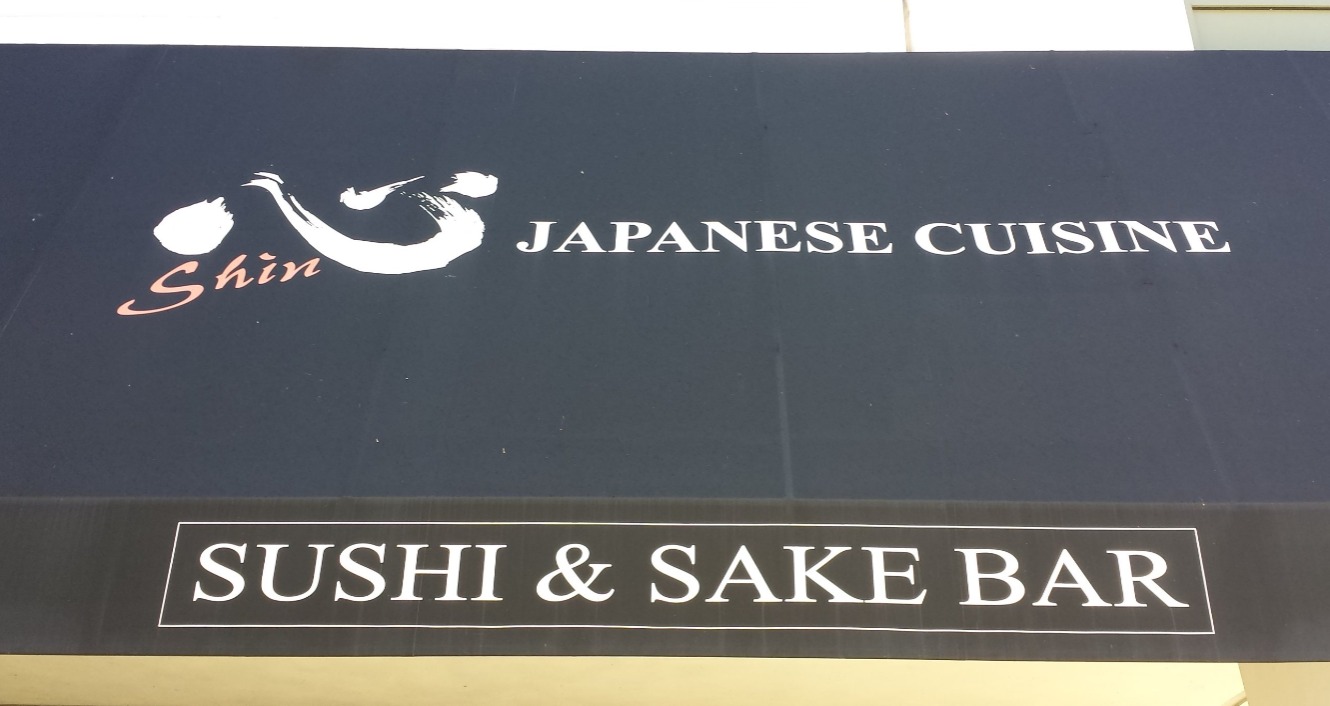 心 JAPANESE CUISINE
Shin
SUSHI & SAKE BAR